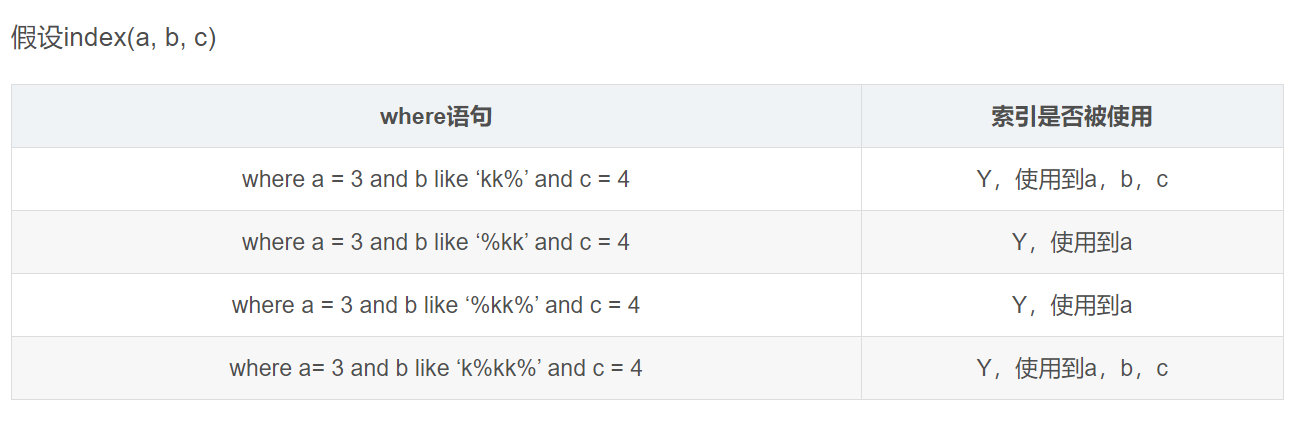 假设index(a, b, c)
where语句 索引是否被使用
where a = 3 and b like ‘kk%’ and c = 4 Y，使用到a，b，c
where a = 3 and b like ‘%kk’ and c = 4 Y，使用到a
where a = 3 and b like ‘%kk%’ and c = 4 Y，使用到a
where a= 3 and b like ‘k%kk%’ and c = 4 Y，使用到a，b，c